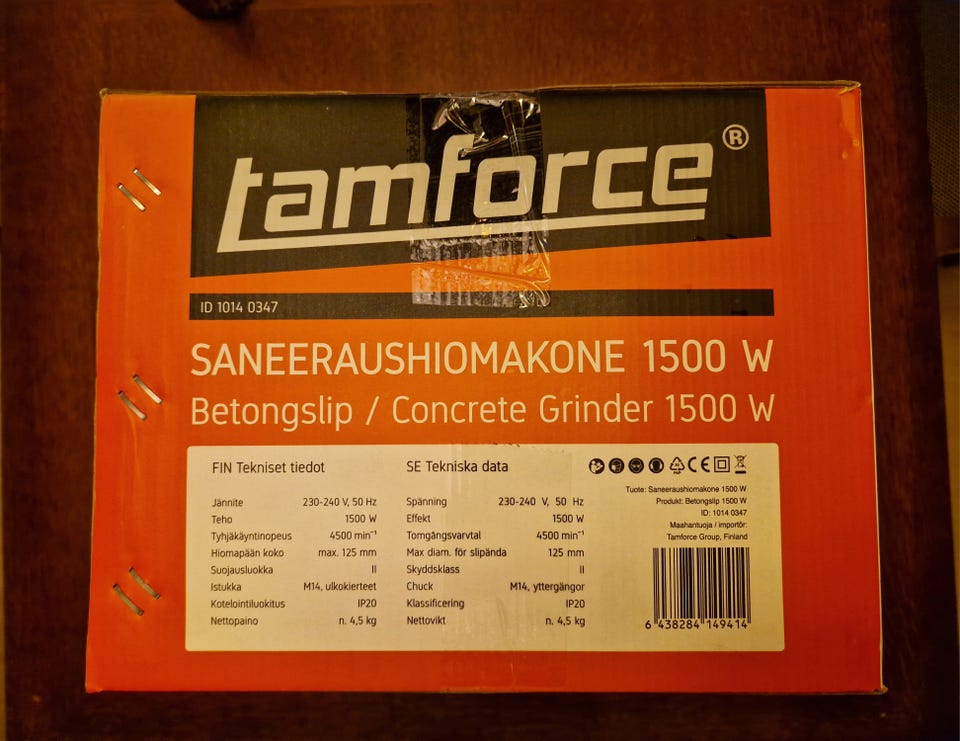 tamforce®
ID 1014 0347
SANEERAUSHIOMAKONE 1500 W
Betongslip / Concrete Grinder 1500 W
FIN Tekniset tiedot
Jännite 230-240 V, 50 Hz
Teho 1500 W
Tyhjäkäyntinopeus 4500 min⁻¹
Hiomapään koko max. 125 mm
Suojausluokka II
Istukka M14, ulkokierteet
Kotelointiluokitus IP20
Nettopaino n. 4,5 kg
SE Tekniska data
Spänning 230-240 V, 50 Hz
Effekt 1500 W
Tomgångsvarvtal 4500 min⁻¹
Max diam. för slipända 125 mm
Skyddsklass II
Chuck M14, yttergängor
Klassificering IP20
Nettovikt n. 4,5 kg
CE
Tuote: Saneeraushiomakone 1500 W
Produkt: Betongslip 1500 W
ID: 1014 0347
Maahantuoja / importör:
Tamforce Group, Finland
6 438284 149414